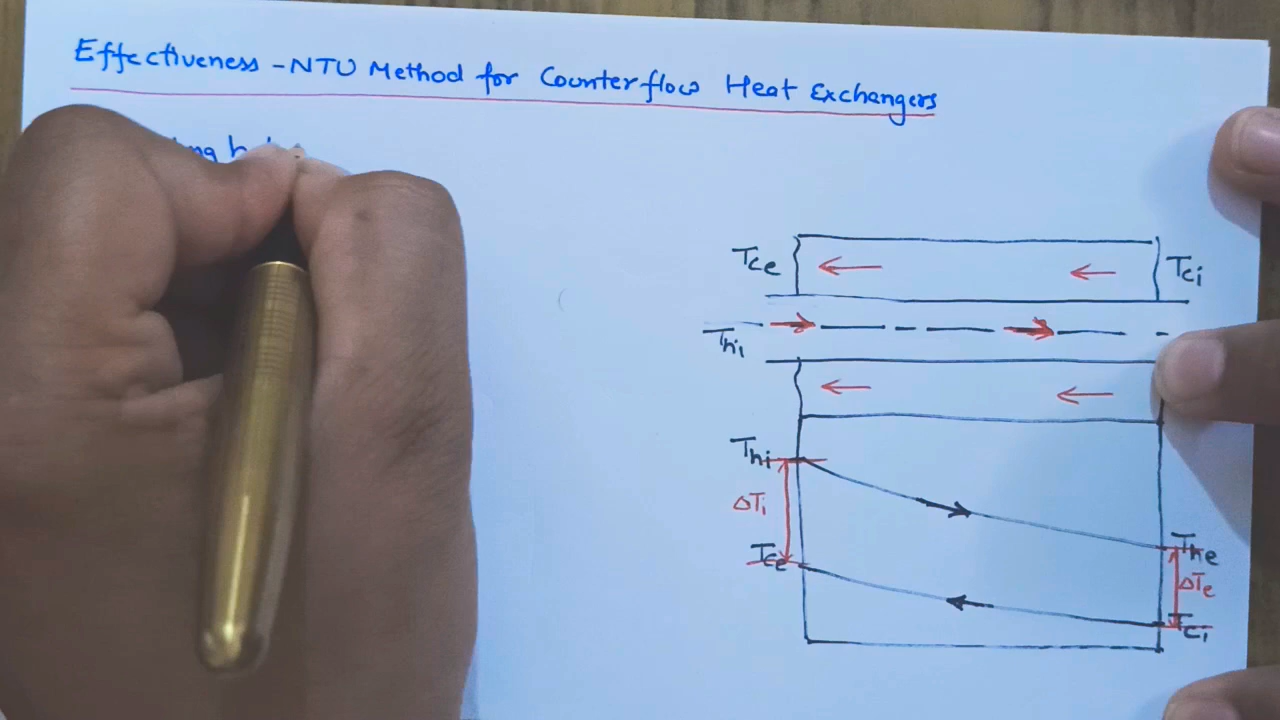 Effectiveness - NTU Method for Counterflow Heat Exchangers
Tce
Tci
Thi
Thi
ΔTi
Tce
The
ΔTe
Tci